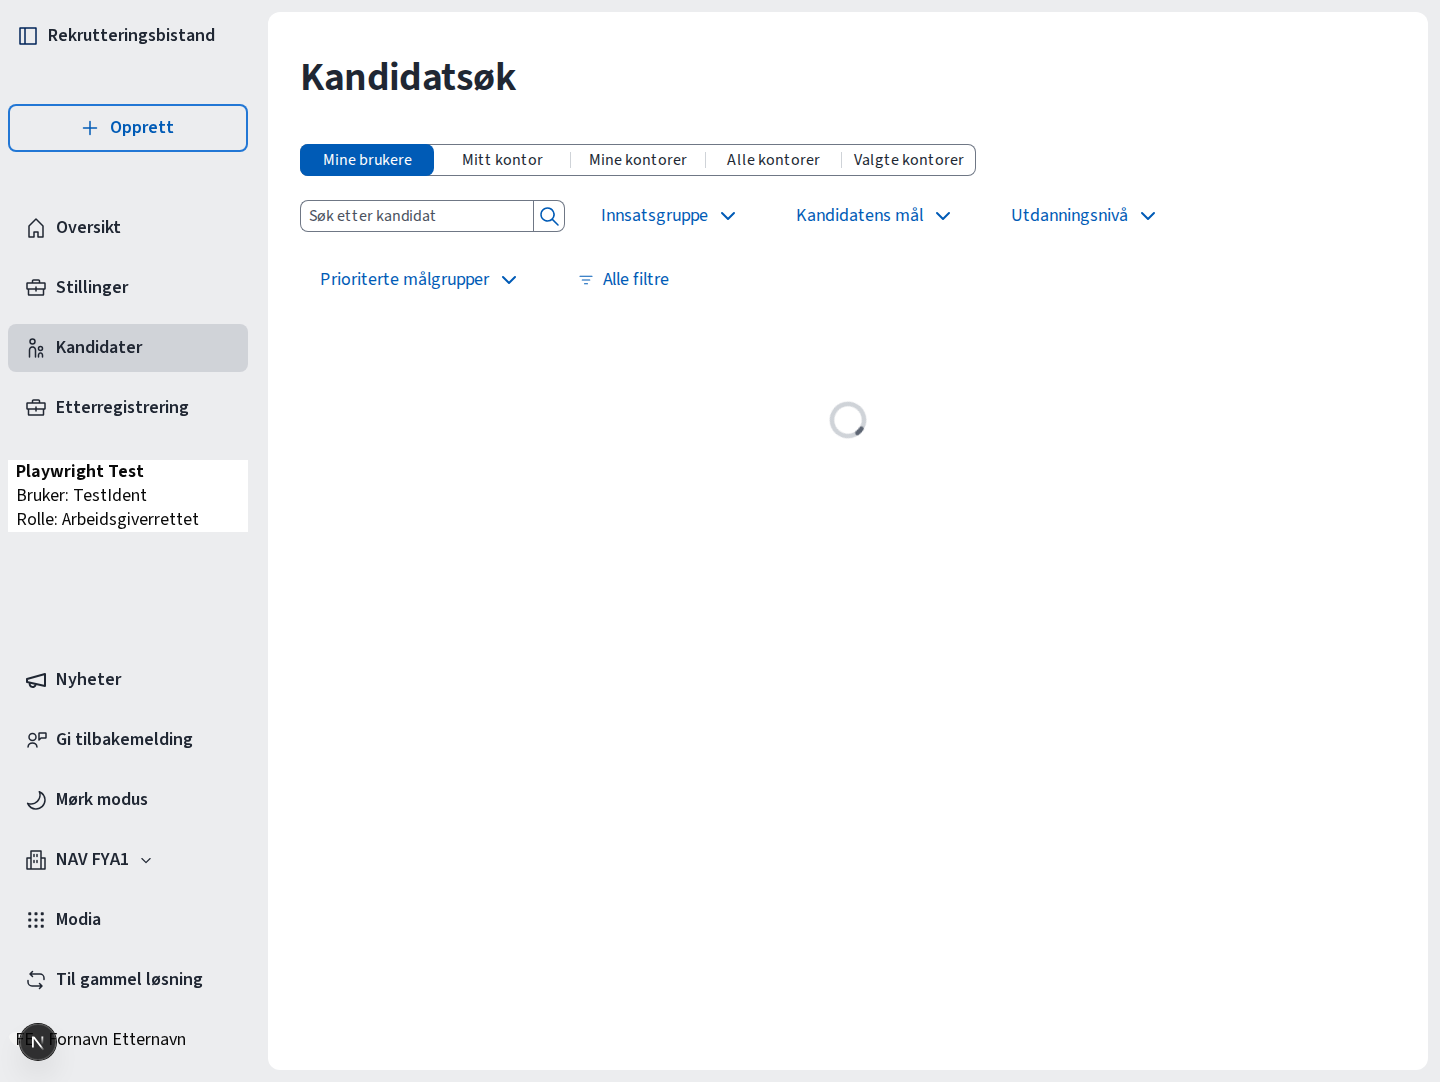 Rekrutteringsbistand
Opprett
Oversikt
Stillinger
Kandidater
Etterregistrering
Playwright Test
Bruker: TestIdent
Rolle: Arbeidsgiverrettet
Nyheter
Gi tilbakemelding
Mørk modus
NAV FYA1
Modia
Til gammel løsning
Fornavn Etternavn
Kandidatsøk
Mine brukere Mitt kontor Mine kontorer Alle kontorer Valgte kontorer
Søk etter kandidat Innsatsgruppe Kandidatens mål Utdanningsnivå
Prioriterte målgrupper Alle filtre